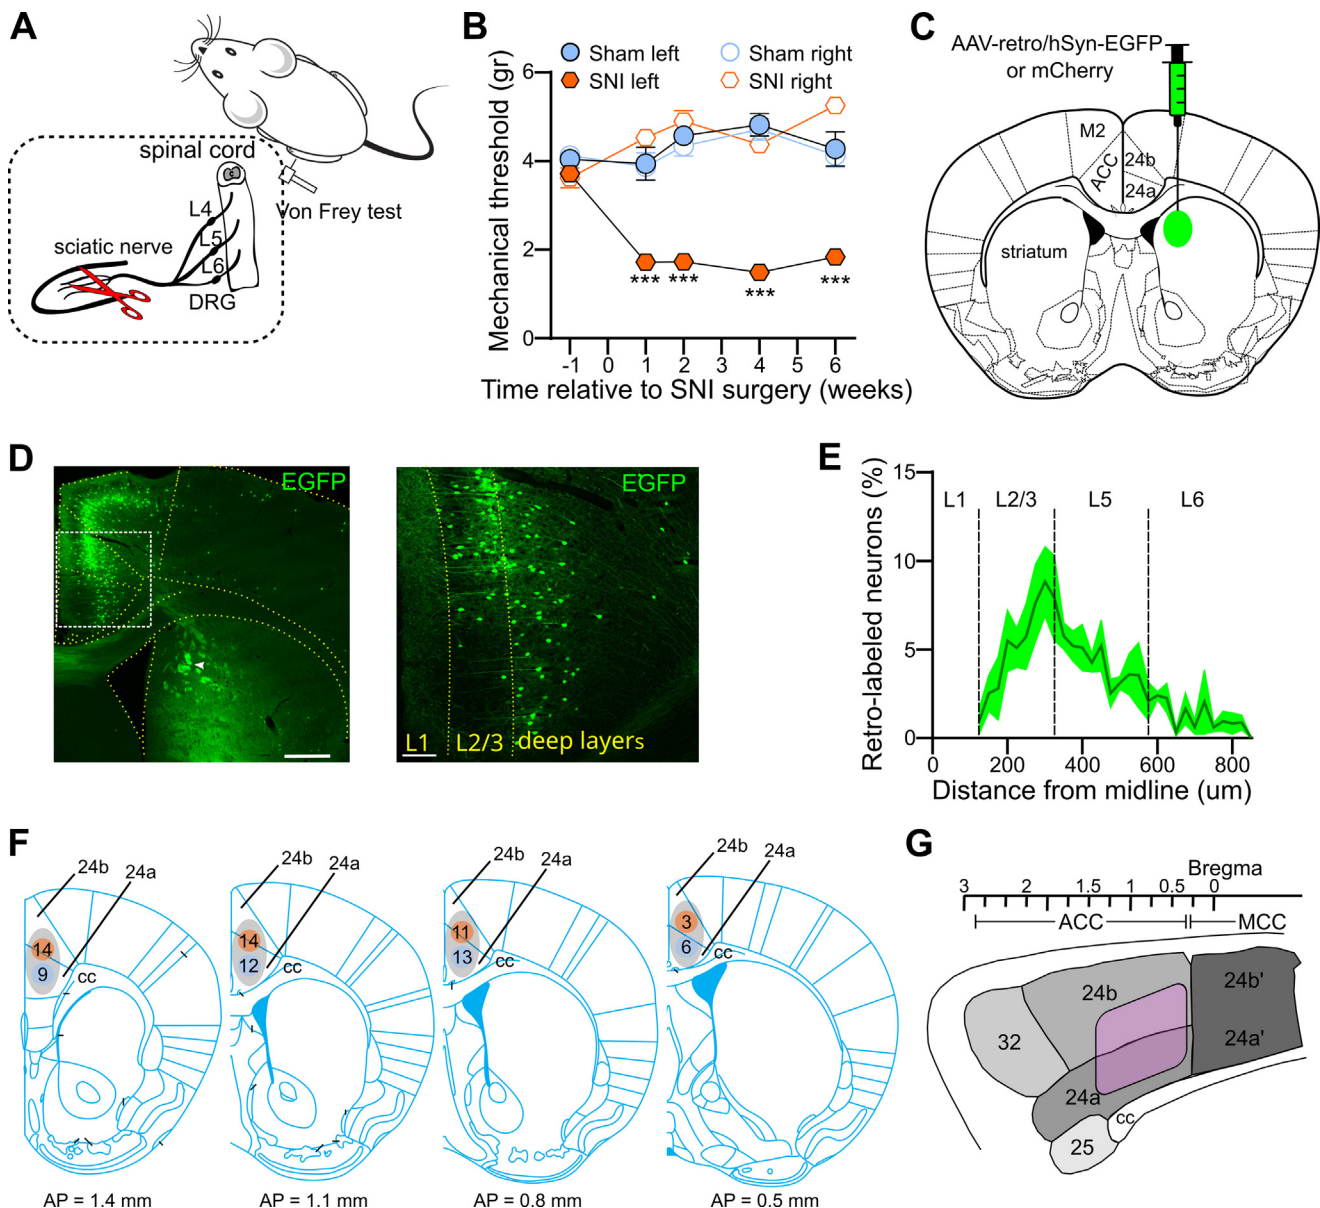 A
spinal cord
Von Frey test
L4
L5
L6
sciatic nerve
DRG
B
Sham left
Sham right
SNI left
SNI right
Mechanical threshold (gr)
6
4
2
0
*** *** *** ***
-1 0 1 2 3 4 5 6
Time relative to SNI surgery (weeks)
C
AAV-retro/hSyn-EGFP
or mCherry
M2
ACC
24b
24a
striatum
D
EGFP
EGFP
L1 L2/3 deep layers
E
Retro-labeled neurons (%)
15
10
5
0
L1 L2/3 L5 L6
0 200 400 600 800
Distance from midline (um)
F
24b 24a
14
9
cc
AP = 1.4 mm
24b 24a
14
12
cc
AP = 1.1 mm
24b 24a
11
13
cc
AP = 0.8 mm
24b 24a
3
6
cc
AP = 0.5 mm
G
Bregma
3 2 1.5 1 0.5 0
ACC MCC
24b 24b'
32 24a'
24a
cc
25